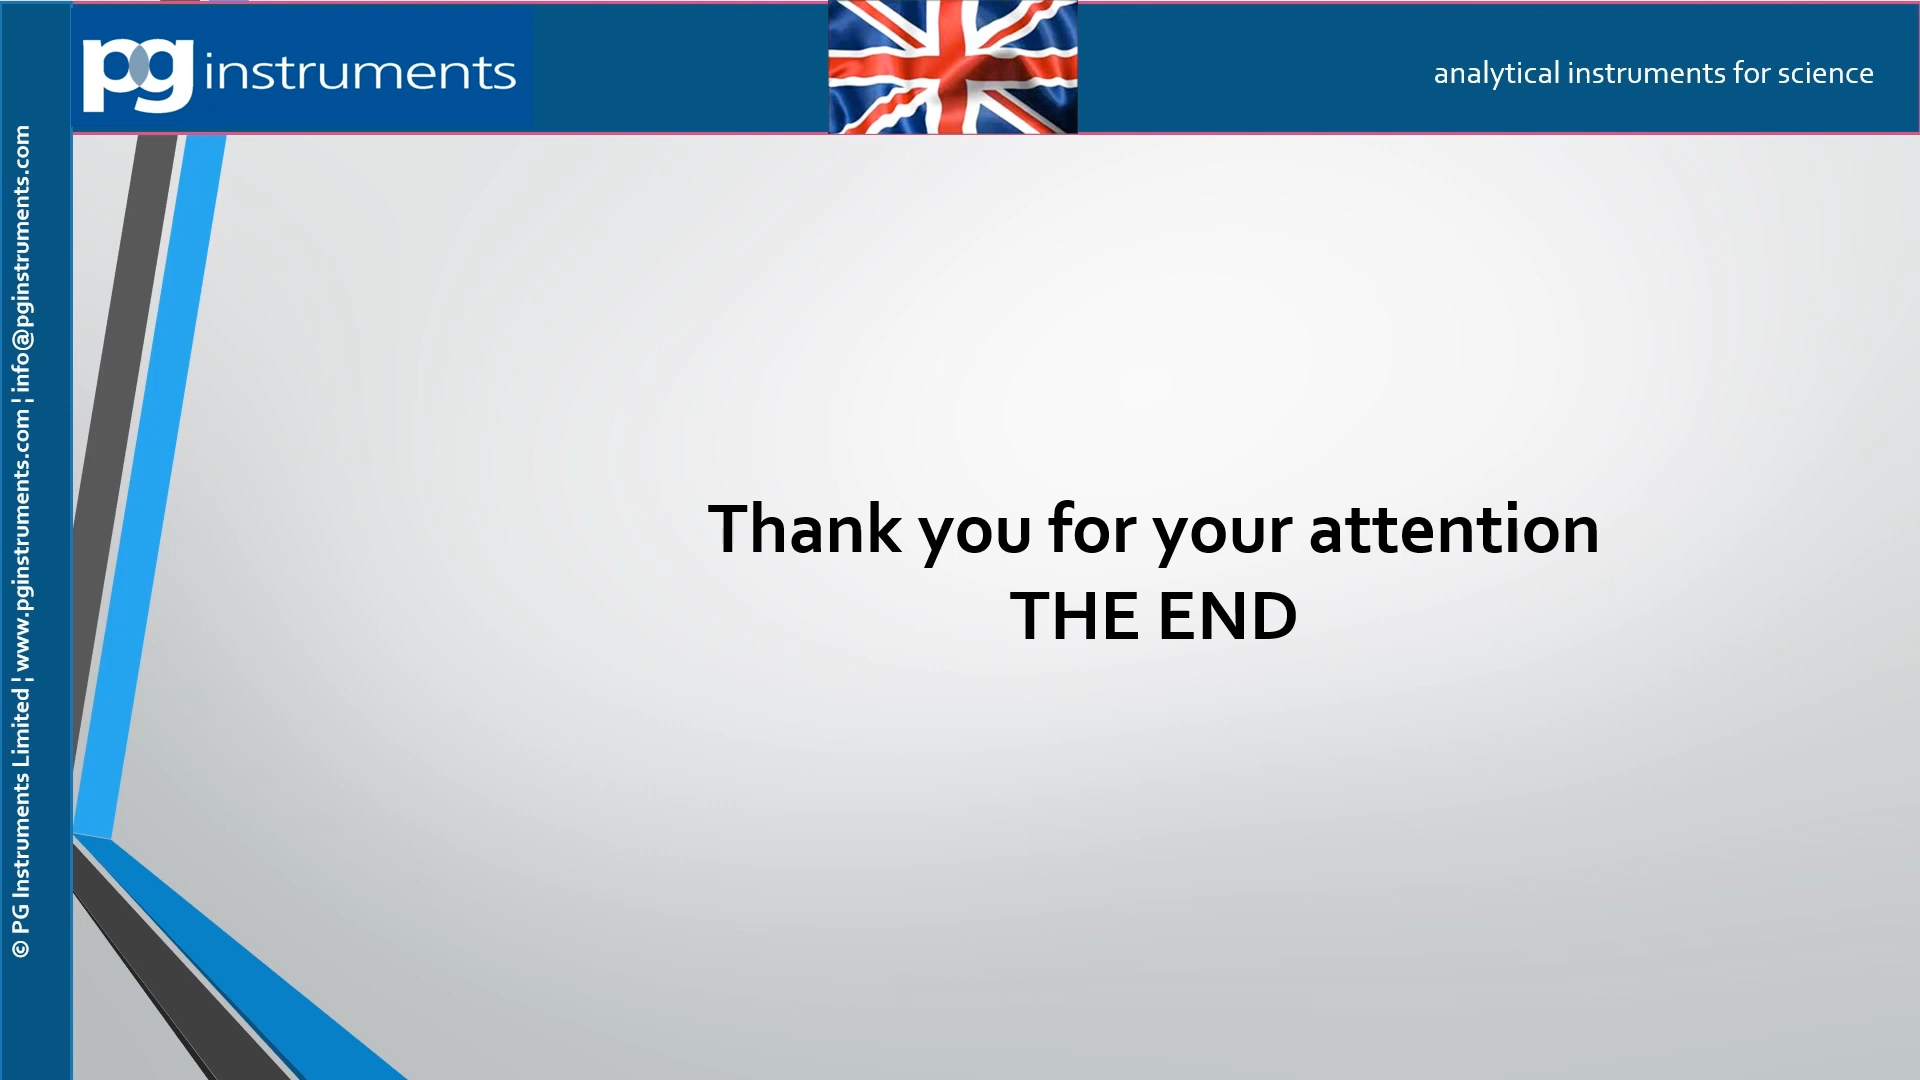 pg instruments
analytical instruments for science
Thank you for your attention
THE END
© PG Instruments Limited ¦ www.pginstruments.com ¦ info@pginstruments.com